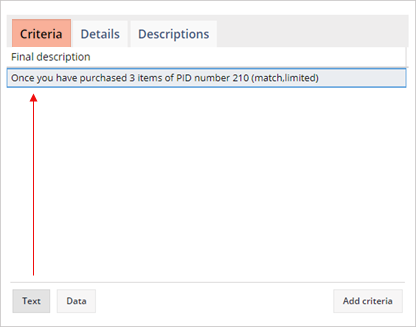 Criteria Details Descriptions
Final description
Once you have purchased 3 items of PID number 210 (match,limited)
Text Data Add criteria